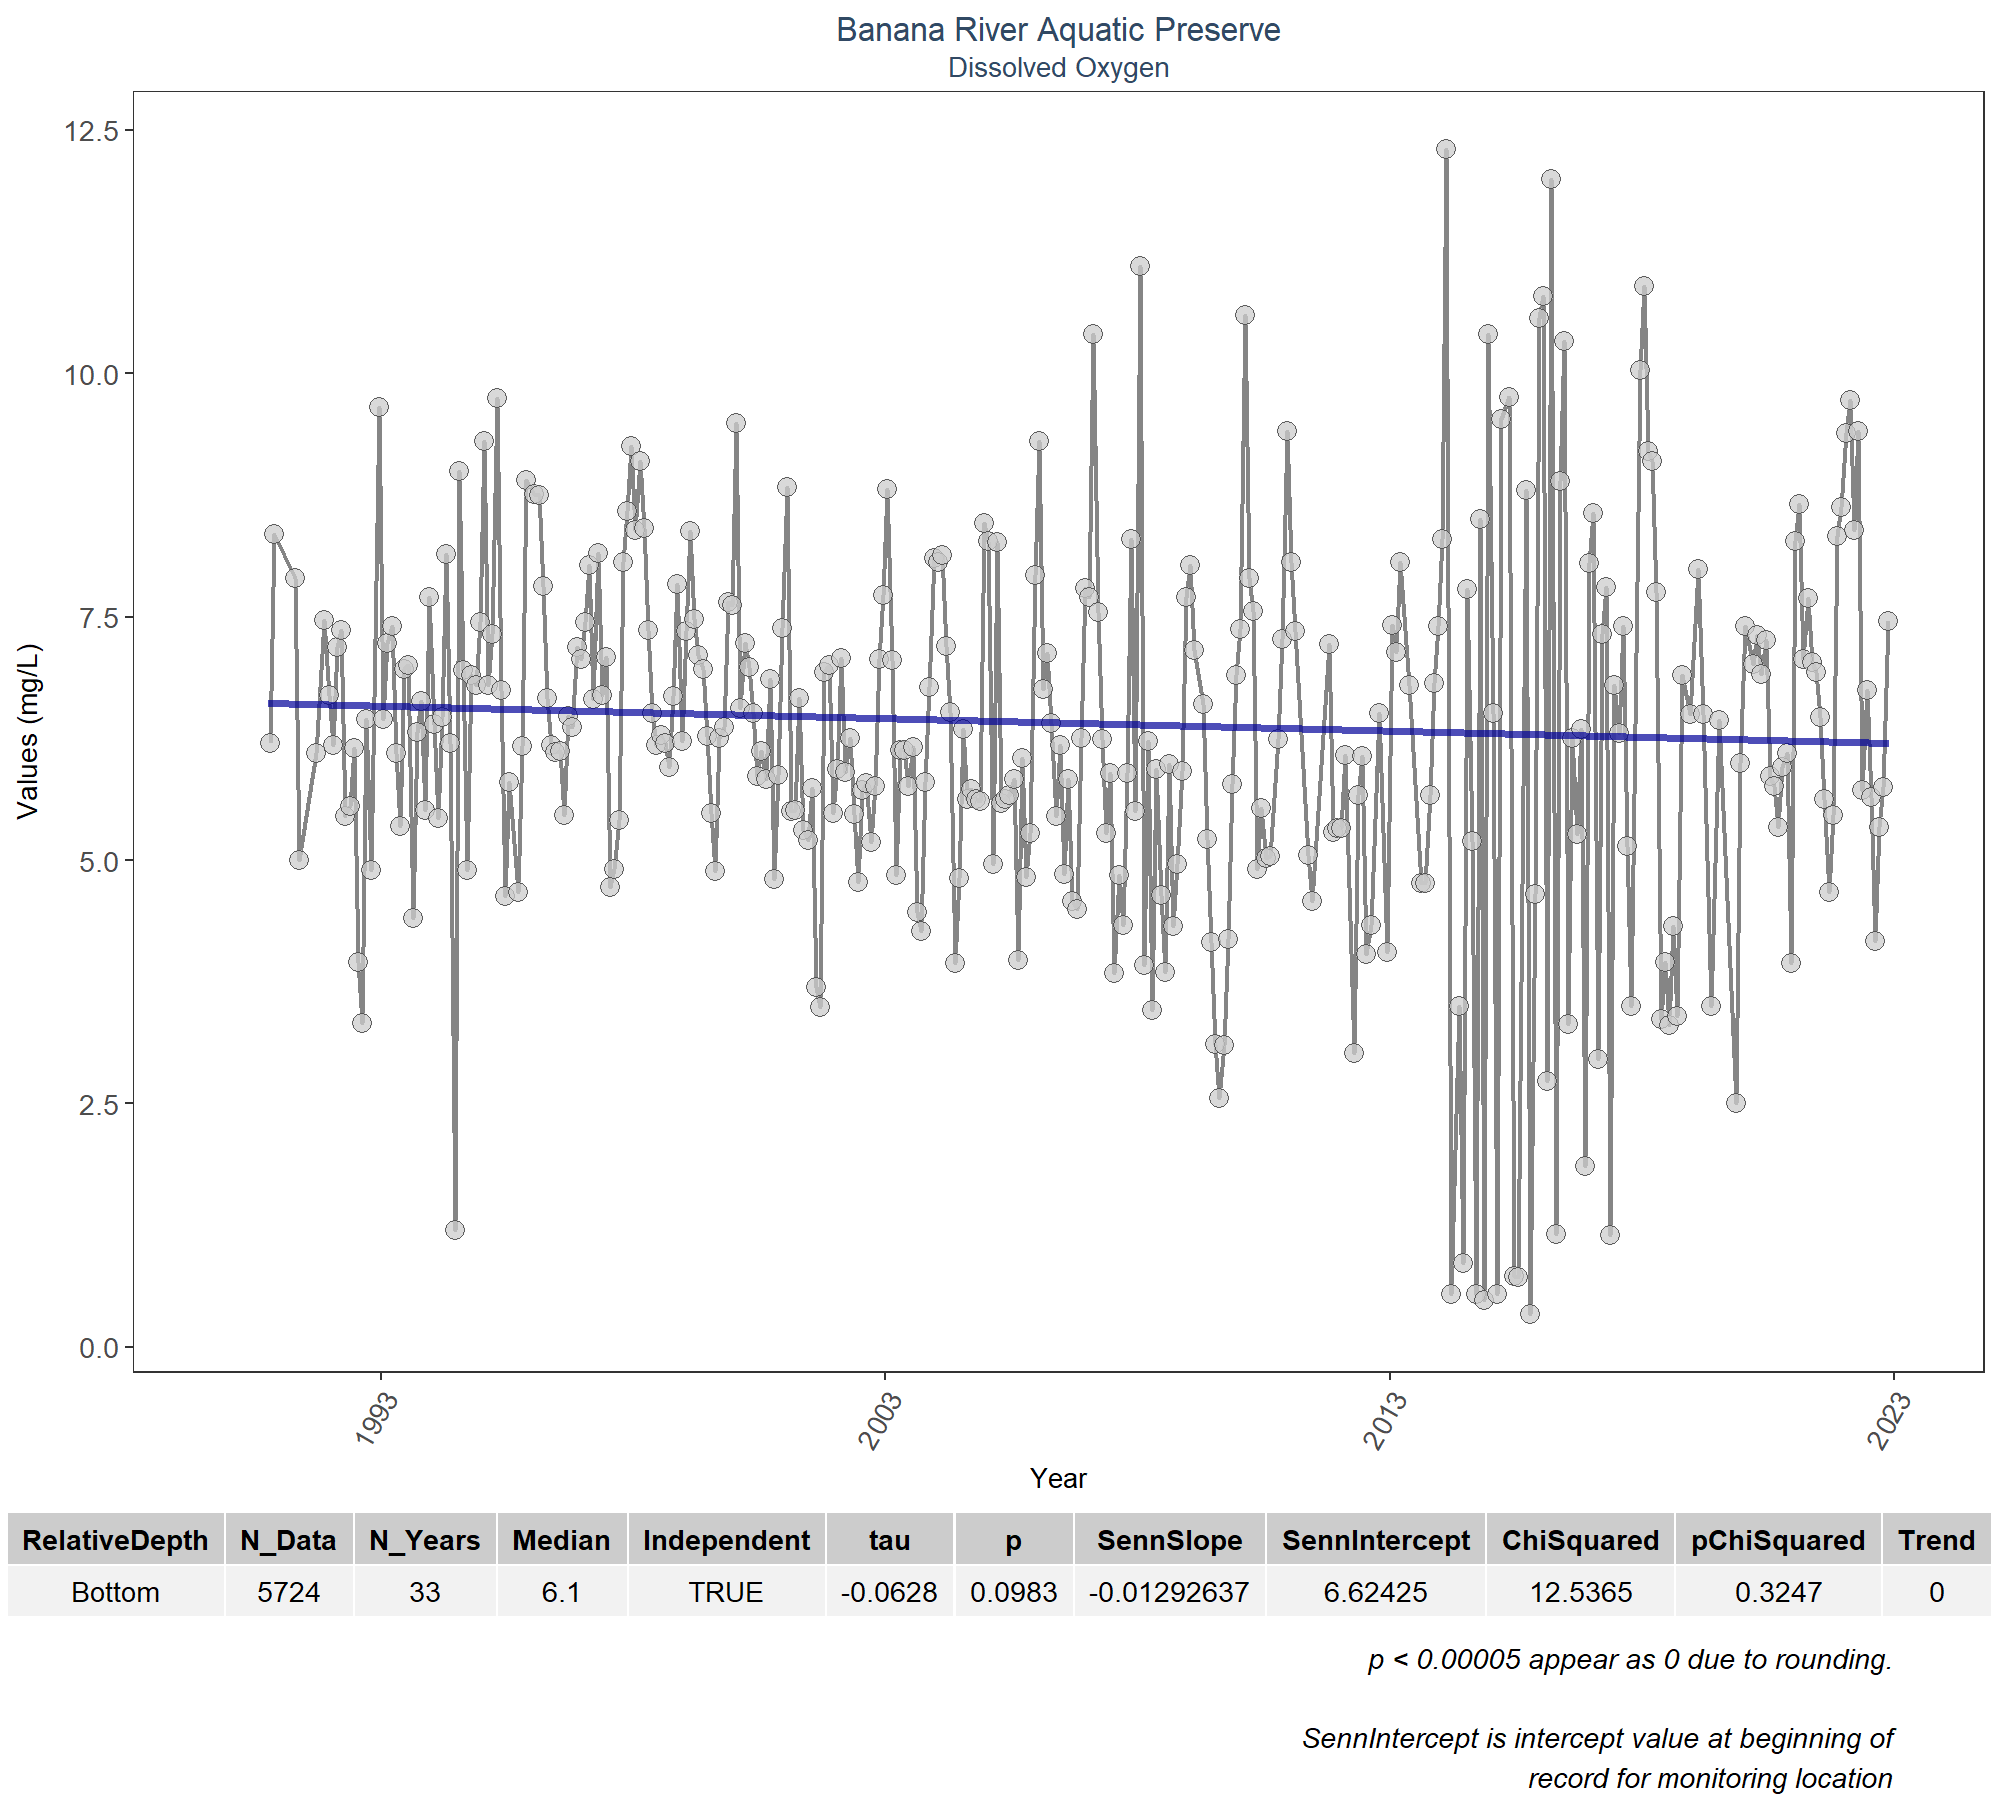 Banana River Aquatic Preserve
Dissolved Oxygen
12.5
10.0
7.5
5.0
2.5
0.0
Values (mg/L)
1993
2003
2013
2023
Year
RelativeDepth N_Data N_Years Median Independent tau p SennSlope SennIntercept ChiSquared pChiSquared Trend
Bottom 5724 33 6.1 TRUE -0.0628 0.0983 -0.01292637 6.62425 12.5365 0.3247 0
p < 0.00005 appear as 0 due to rounding.
SennIntercept is intercept value at beginning of
record for monitoring location